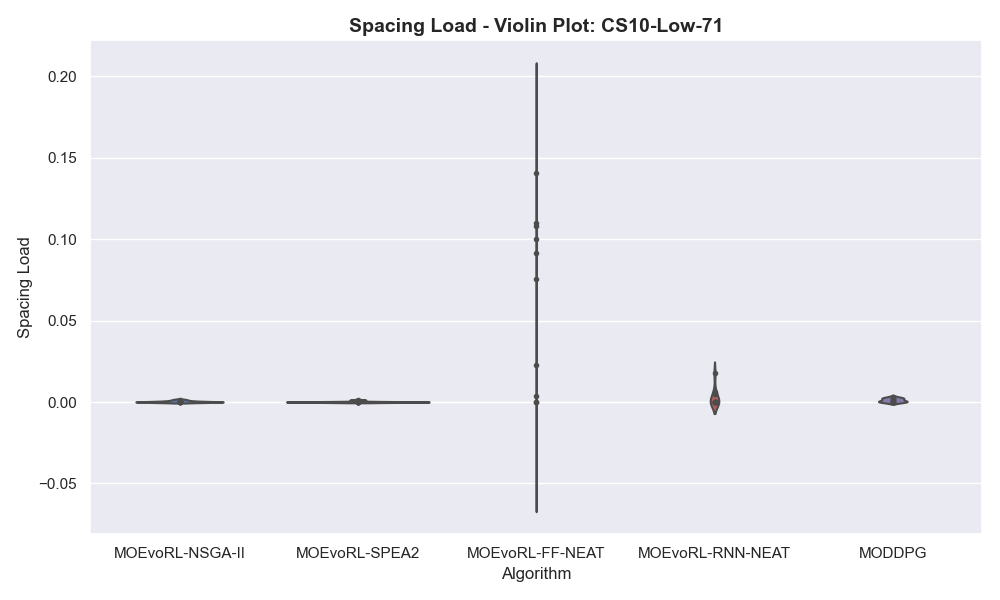 Spacing Load - Violin Plot: CS10-Low-71
Spacing Load
0.20
0.15
0.10
0.05
0.00
−0.05
MOEvoRL-NSGA-II MOEvoRL-SPEA2 MOEvoRL-FF-NEAT MOEvoRL-RNN-NEAT MODDPG
Algorithm